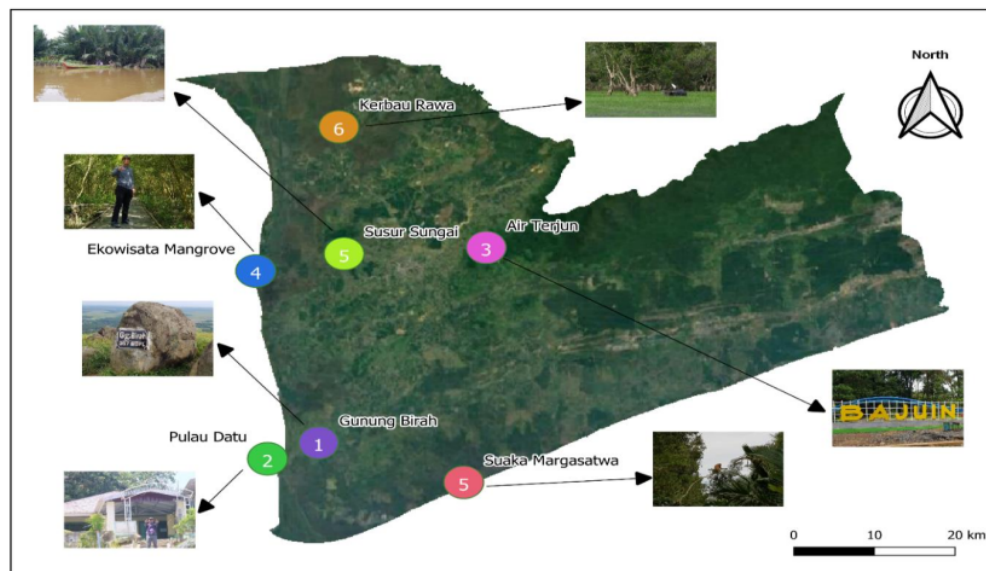 North
Kerbau Rawa
6
Susur Sungai
5
Air Terjun
3
Ekowisata Mangrove
4
BAJUIN
Gunung Birah
1
Pulau Datu
2
Suaka Margasatwa
5
0 10 20 km